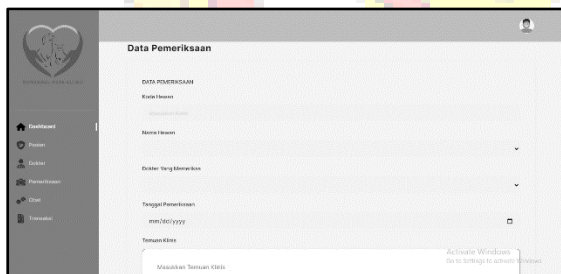 Data Pemeriksaan
DATA PEMERIKSAAN
Kode Hewan
Nama Hewan
Dokter Yang Memeriksa
Tanggal Pemeriksaan
mm/dd/yyyy
Temuan Klinis
Masukkan Temuan Klinis
Dashboard
Pasien
Dokter
Pemeriksaan
Obat
Transaksi
Activate Windows
Go to Settings to activate Windows.